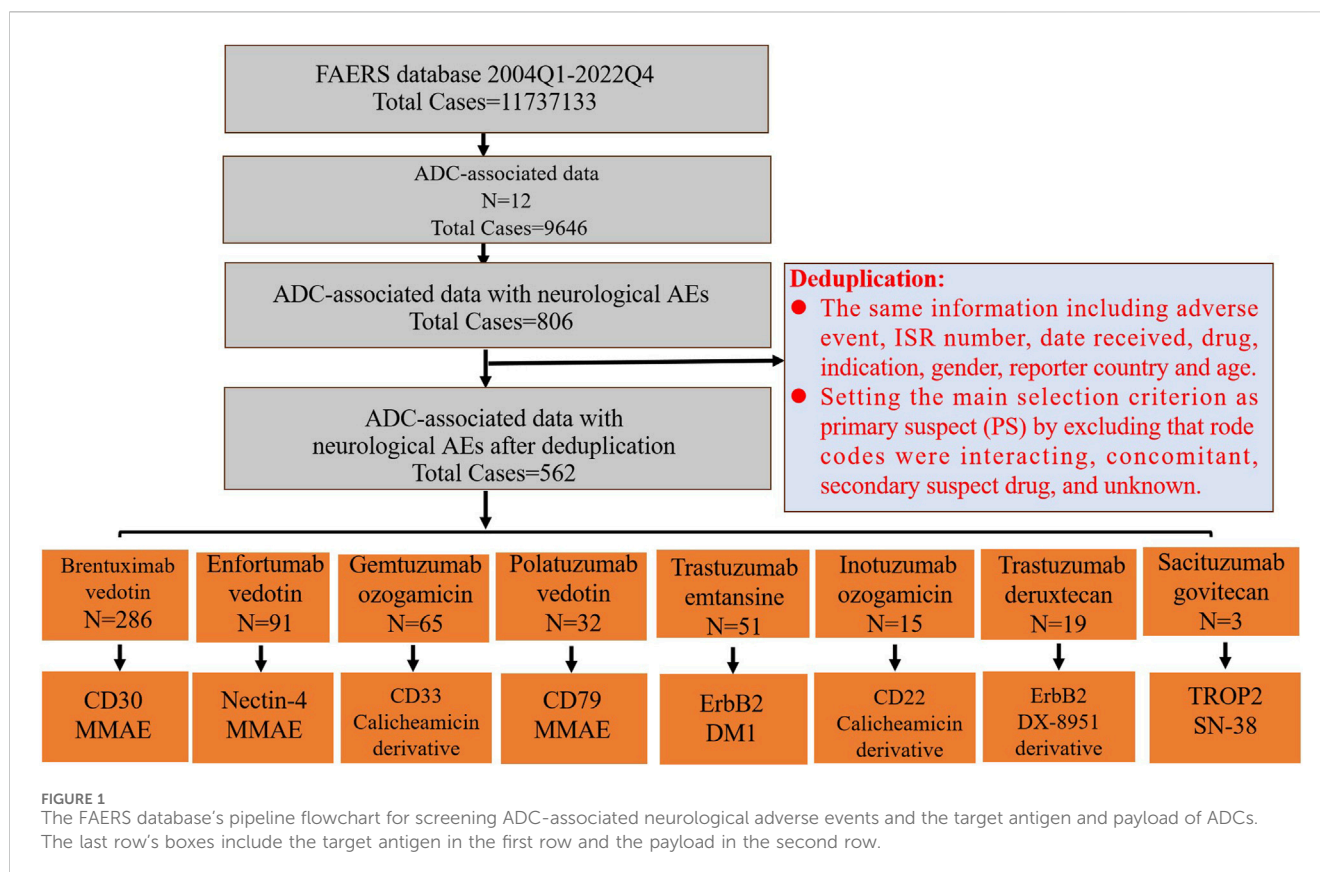 FAERS database 2004Q1-2022Q4
Total Cases=11737133
ADC-associated data
N=12
Total Cases=9646
ADC-associated data with neurological AEs
Total Cases=806
Deduplication:
● The same information including adverse
event, ISR number, date received, drug,
indication, gender, reporter country and age.
● Setting the main selection criterion as
primary suspect (PS) by excluding that rode
codes were interacting, concomitant,
secondary suspect drug, and unknown.
ADC-associated data with
neurological AEs after deduplication
Total Cases=562
Brentuximab
vedotin
N=286
Enfortumab
vedotin
N=91
Gemtuzumab
ozogamicin
N=65
Polatuzumab
vedotin
N=32
Trastuzumab
emtansine
N=51
Inotuzumab
ozogamicin
N=15
Trastuzumab
deruxtecan
N=19
Sacituzumab
govitecan
N=3
CD30
MMAE
Nectin-4
MMAE
CD33
Calicheamicin
derivative
CD79
MMAE
ErbB2
DM1
CD22
Calicheamicin
derivative
ErbB2
DX-8951
derivative
TROP2
SN-38
FIGURE 1
The FAERS database's pipeline flowchart for screening ADC-associated neurological adverse events and the target antigen and payload of ADCs.
The last row's boxes include the target antigen in the first row and the payload in the second row.